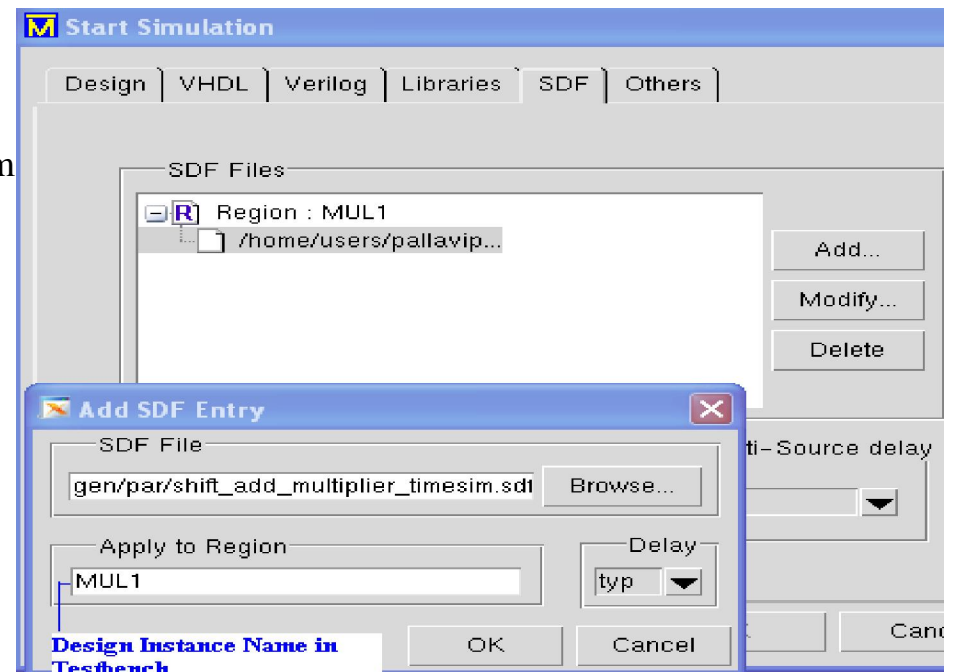 Start Simulation
Design VHDL Verilog Libraries SDF Others
SDF Files
Region : MUL1
/home/users/pallavip...
Add...
Modify...
Delete
Add SDF Entry
SDF File
gen/par/shift_add_multiplier_timesim.sdf
Browse...
ti-Source delay
Apply to Region
MUL1
Delay
typ
Design Instance Name in
Testbench
OK
Cancel
Canc